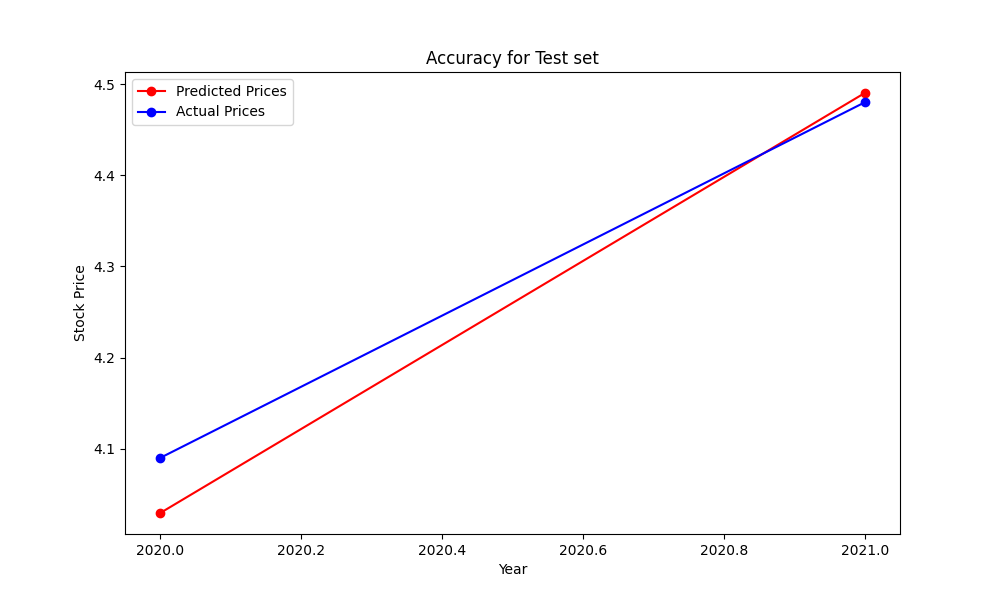 Accuracy for Test set
Predicted Prices
Actual Prices
4.5
4.4
4.3
4.2
4.1
Stock Price
2020.0 2020.2 2020.4 2020.6 2020.8 2021.0
Year